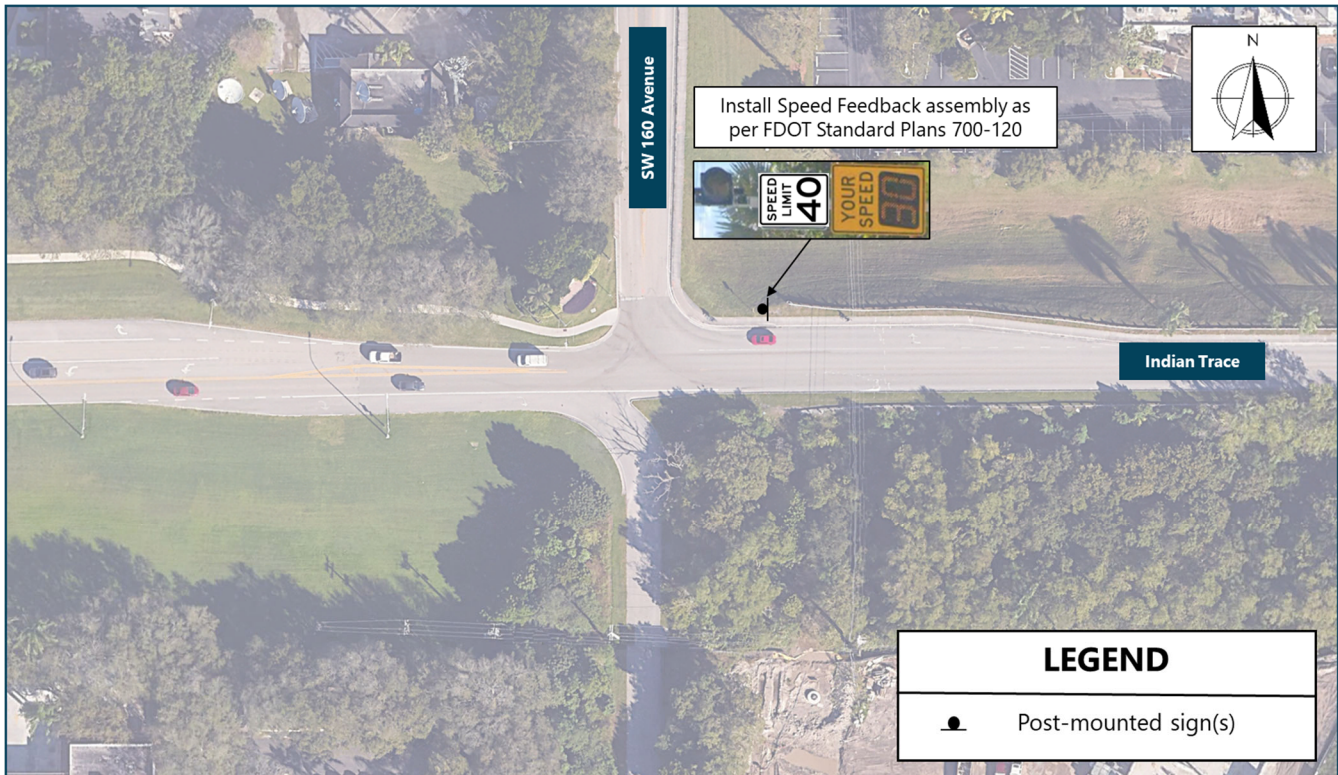 SW 160 Avenue
N
Install Speed Feedback assembly as
per FDOT Standard Plans 700-120
SPEED
LIMIT
40
YOUR
SPEED
30
Indian Trace
LEGEND
Post-mounted sign(s)